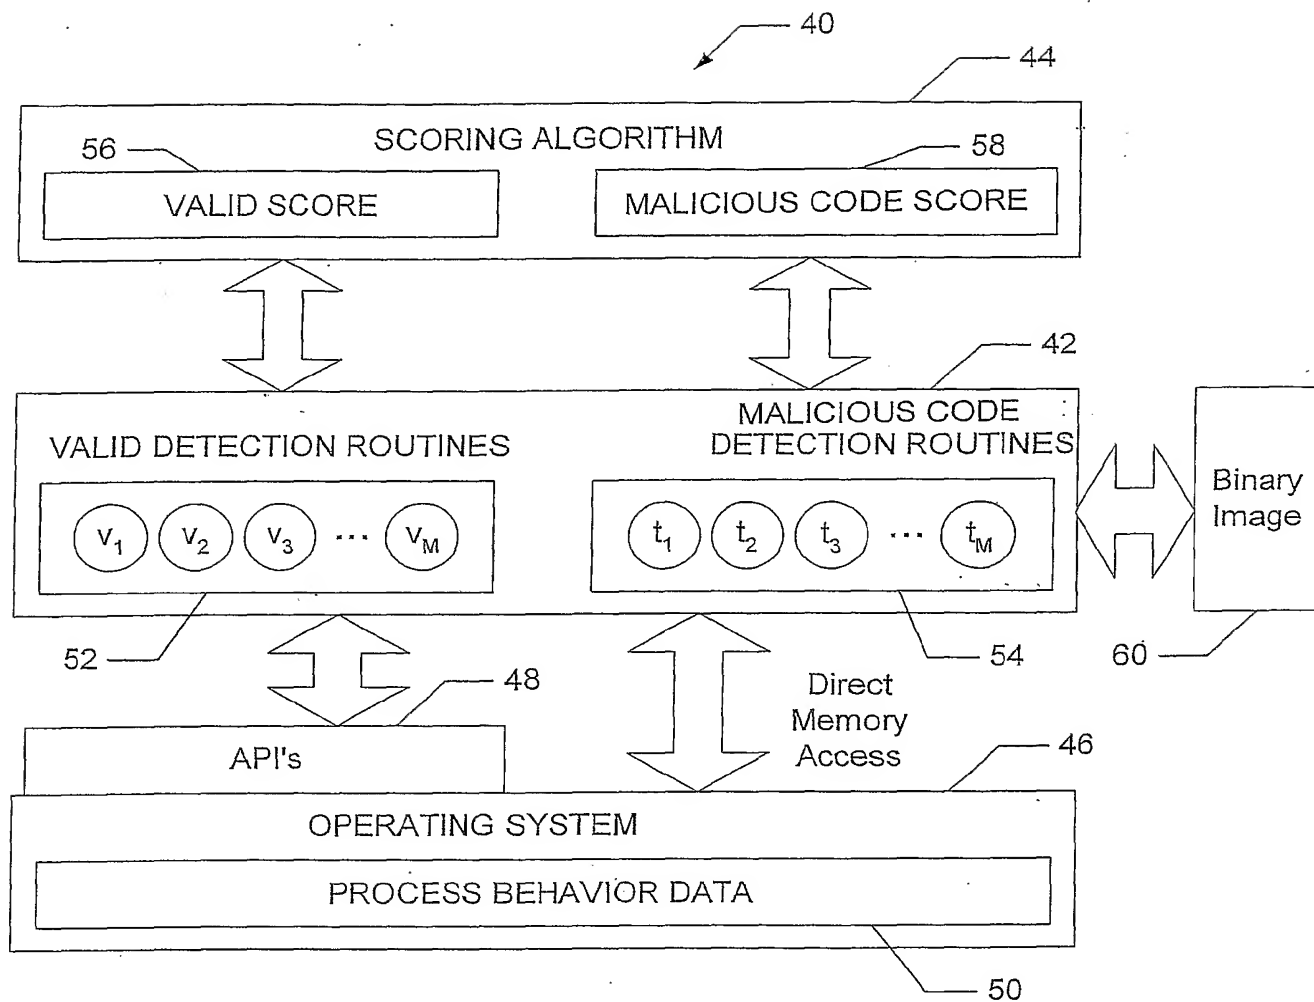 40
44
SCORING ALGORITHM
56
58
VALID SCORE
MALICIOUS CODE SCORE
42
VALID DETECTION ROUTINES
MALICIOUS CODE
DETECTION ROUTINES
v1 v2 v3 ... vM
t1 t2 t3 ... tM
Binary
Image
52
54
60
48
Direct
Memory
Access
API's
46
OPERATING SYSTEM
PROCESS BEHAVIOR DATA
50